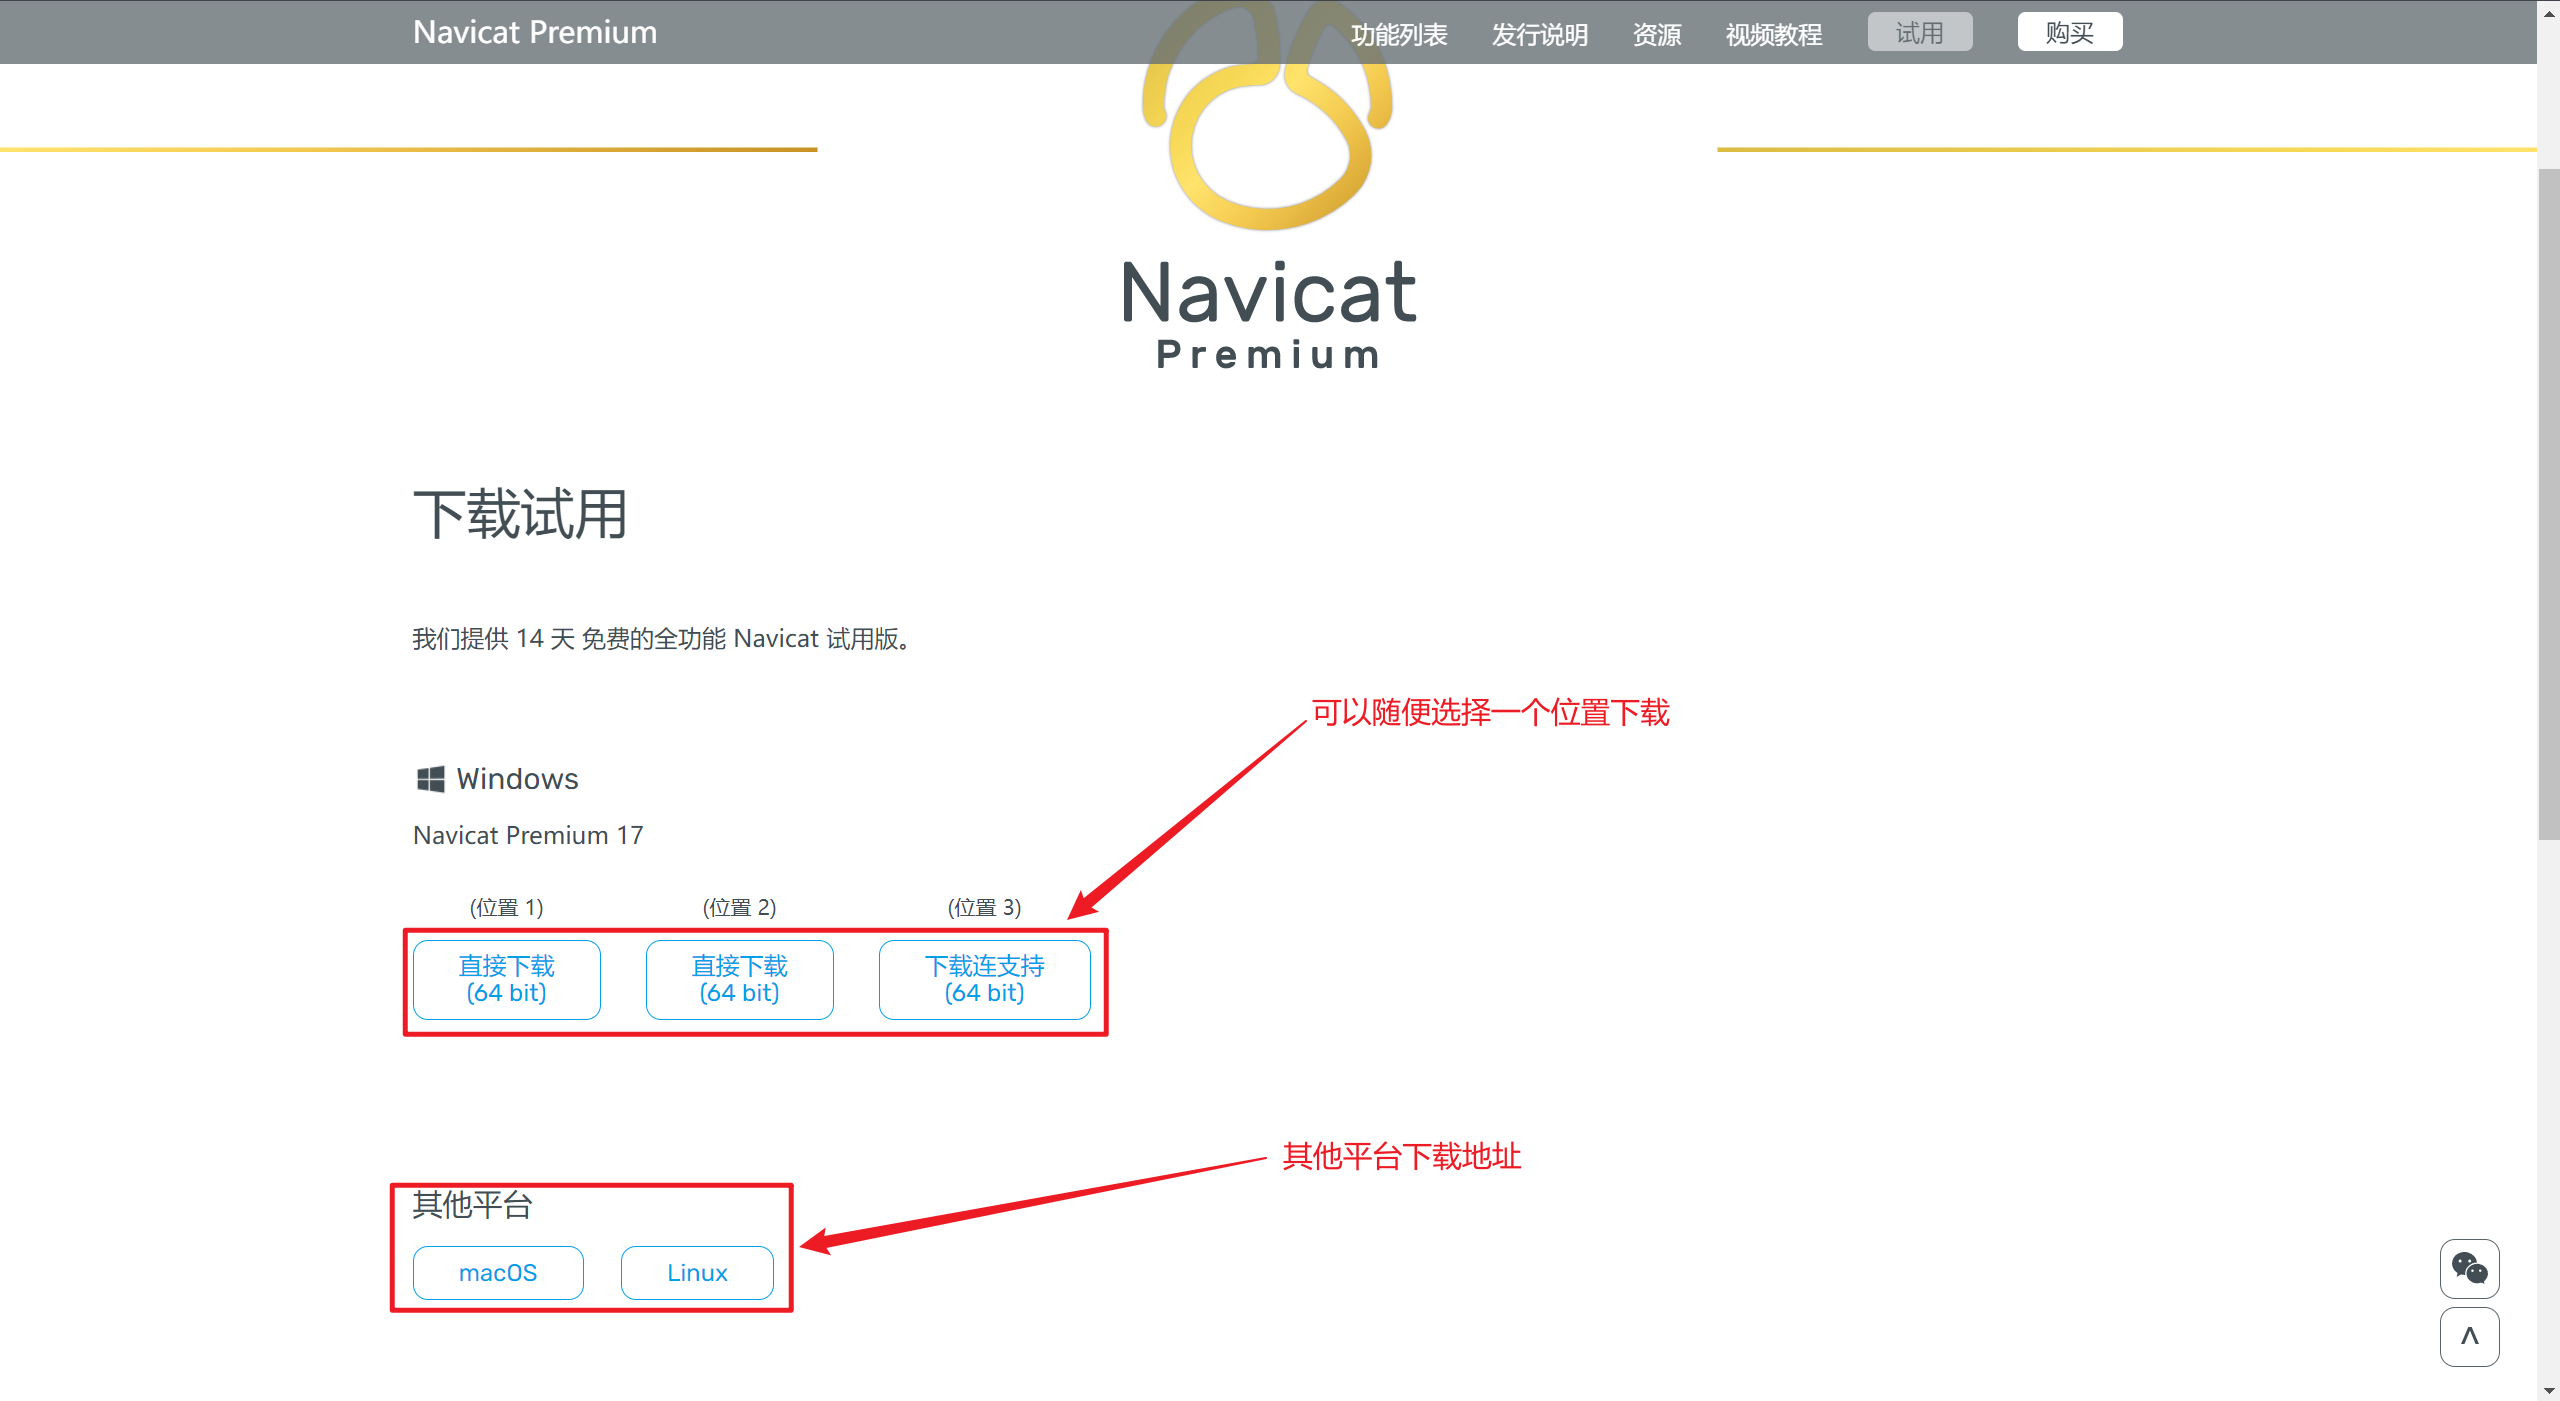 Navicat Premium
功能列表
发行说明
资源
视频教程
试用
购买
Navicat
Premium
下载试用
我们提供 14 天 免费的全功能 Navicat 试用版。
可以随便选择一个位置下载
Windows
Navicat Premium 17
(位置 1)
(位置 2)
(位置 3)
直接下载
(64 bit)
直接下载
(64 bit)
下载连支持
(64 bit)
其他平台下载地址
其他平台
macOS
Linux